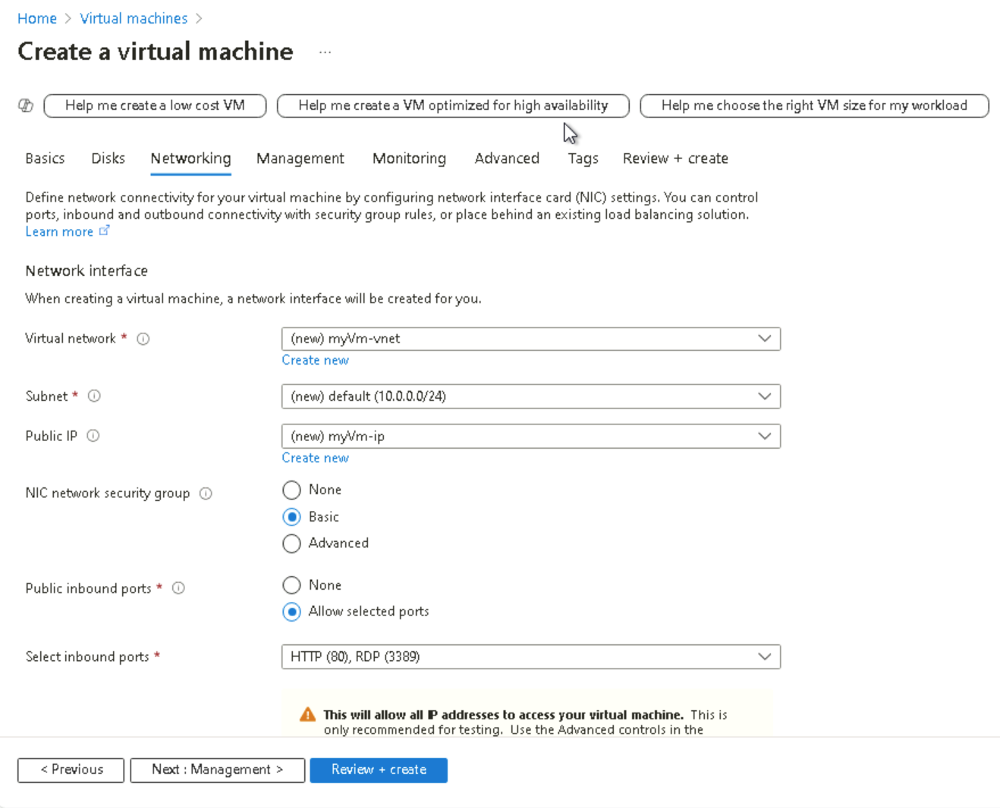 Home > Virtual machines >
Create a virtual machine ...
Help me create a low cost VM
Help me create a VM optimized for high availability
Help me choose the right VM size for my workload
Basics Disks Networking Management Monitoring Advanced Tags Review + create
Define network connectivity for your virtual machine by configuring network interface card (NIC) settings. You can control
ports, inbound and outbound connectivity with security group rules, or place behind an existing load balancing solution.
Learn more
Network interface
When creating a virtual machine, a network interface will be created for you.
Virtual network *
(new) myVm-vnet
Create new
Subnet *
(new) default (10.0.0.0/24)
Public IP
(new) myVm-ip
Create new
NIC network security group
None
Basic
Advanced
Public inbound ports *
None
Allow selected ports
Select inbound ports *
HTTP (80), RDP (3389)
This will allow all IP addresses to access your virtual machine. This is
only recommended for testing. Use the Advanced controls in the
< Previous
Next : Management >
Review + create